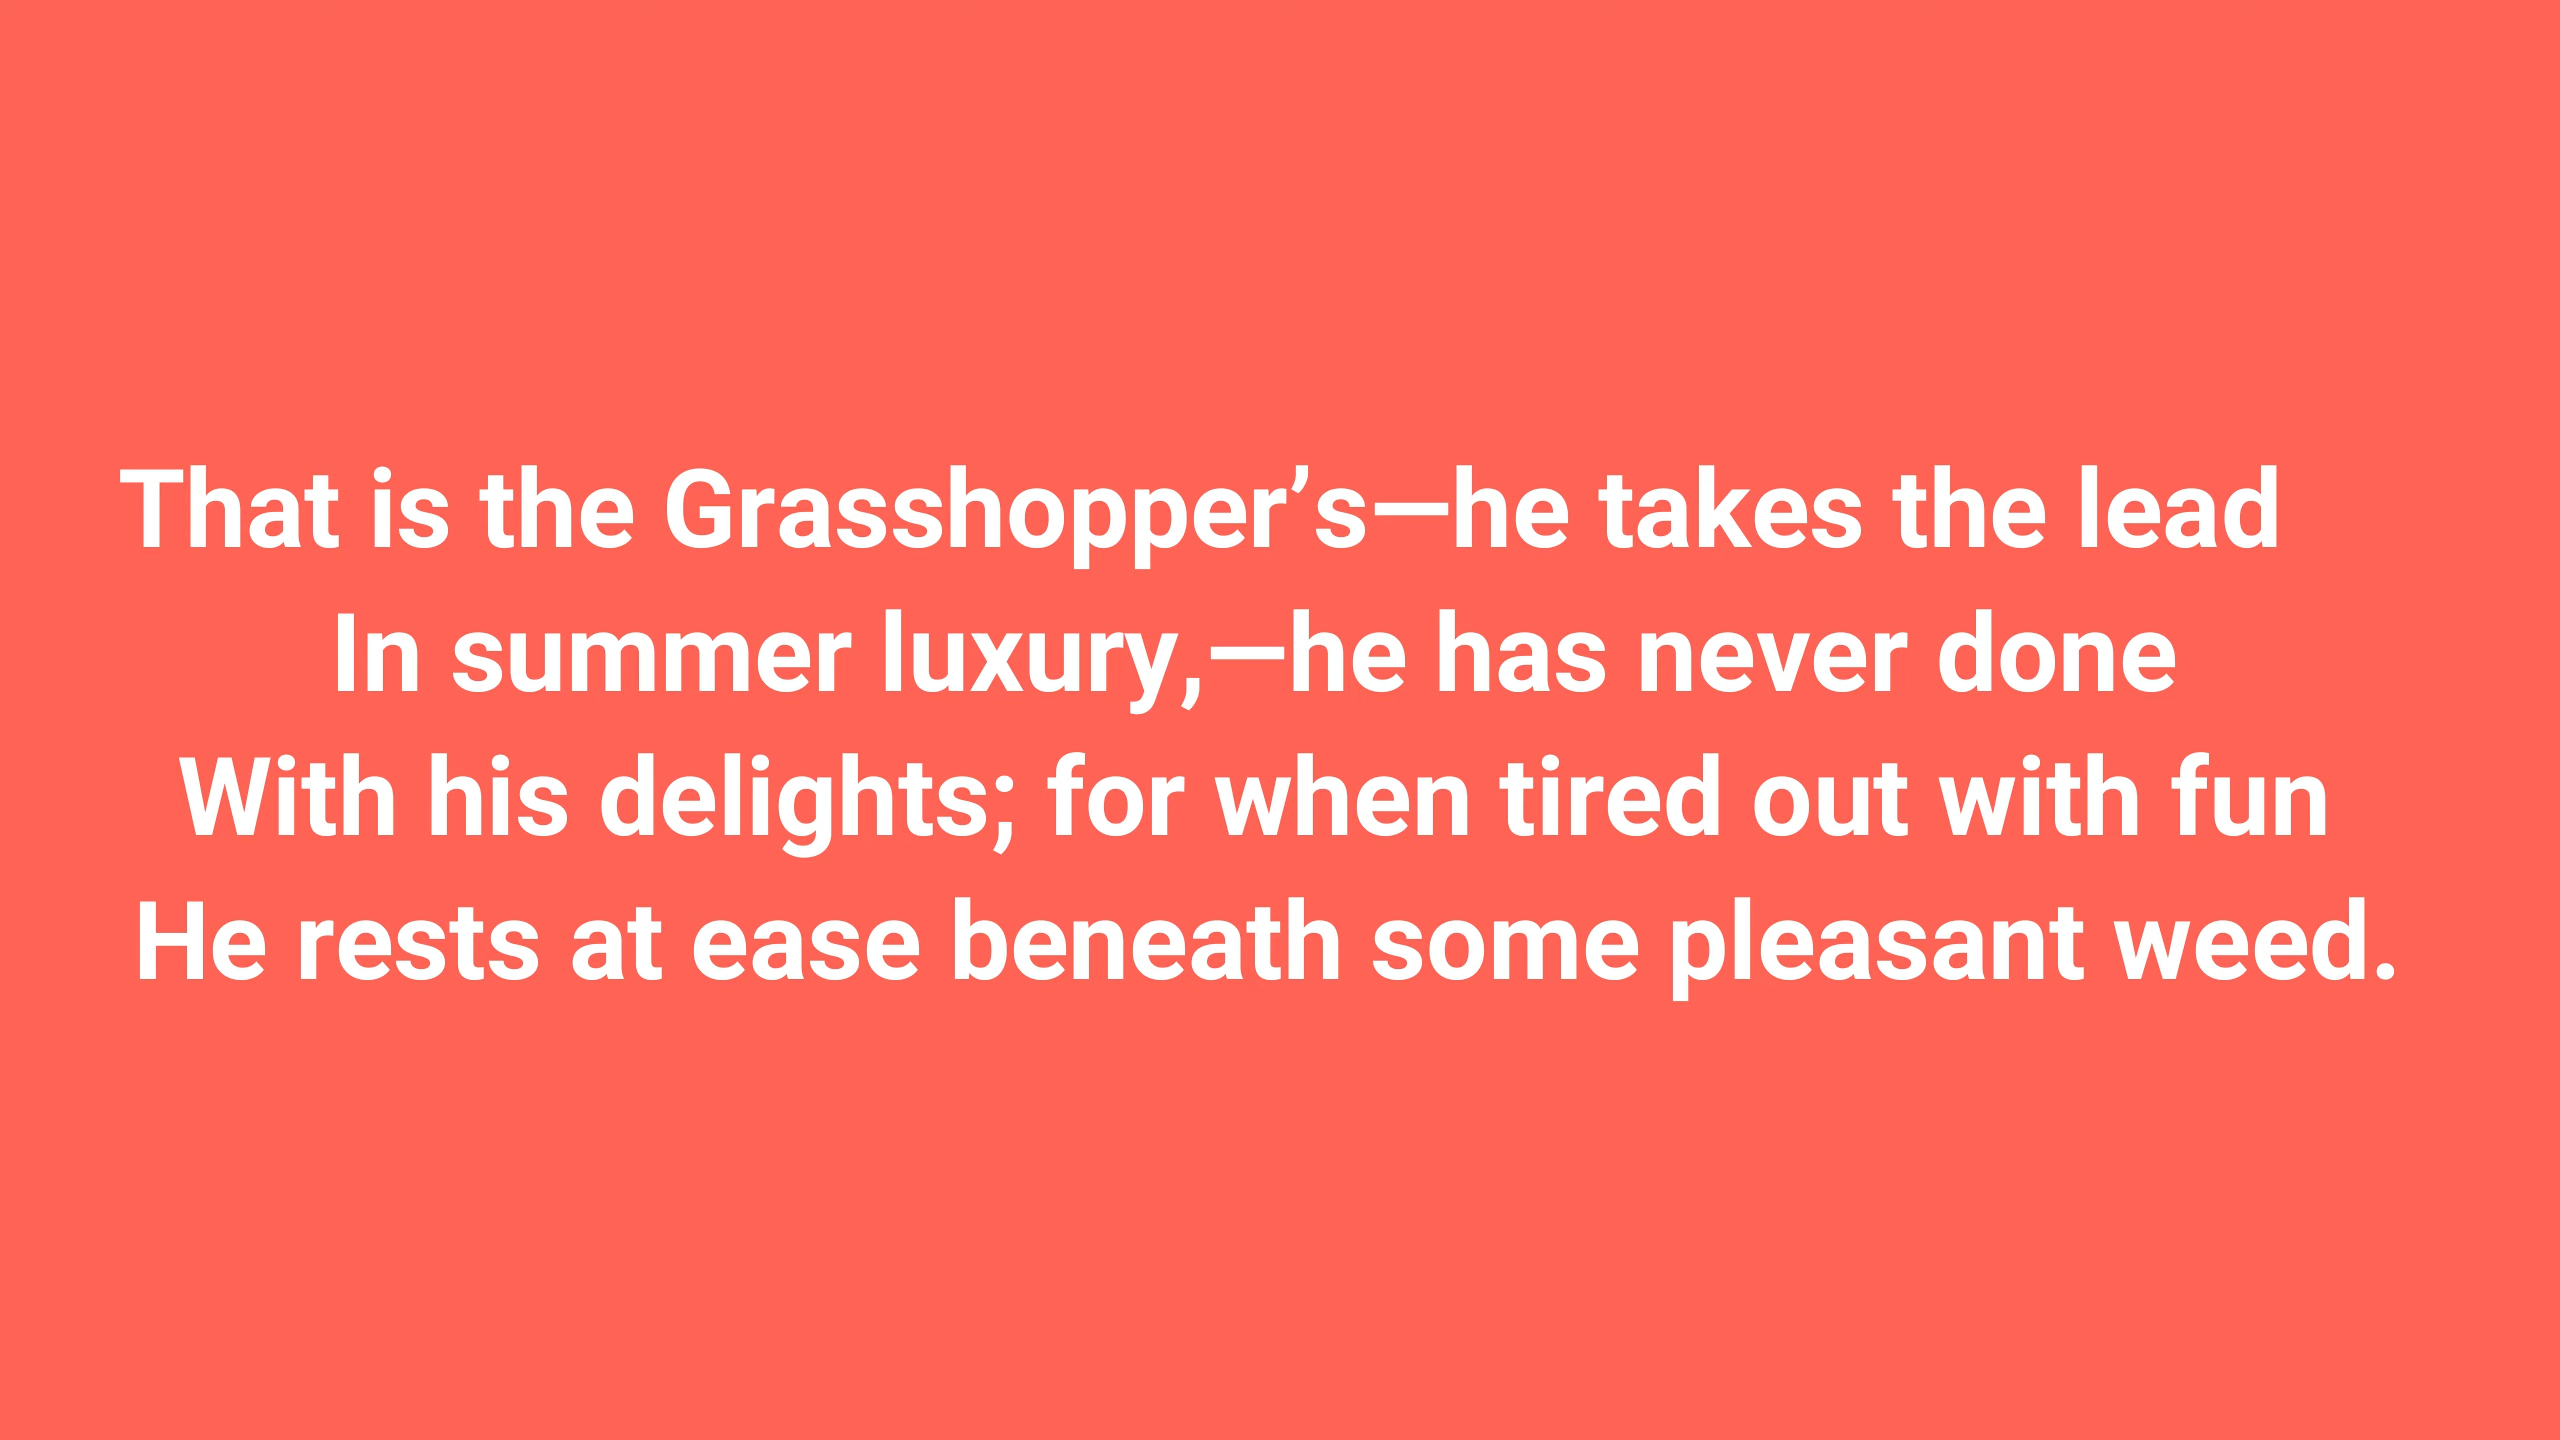 That is the Grasshopper’s—he takes the lead
In summer luxury,—he has never done
With his delights; for when tired out with fun
He rests at ease beneath some pleasant weed.